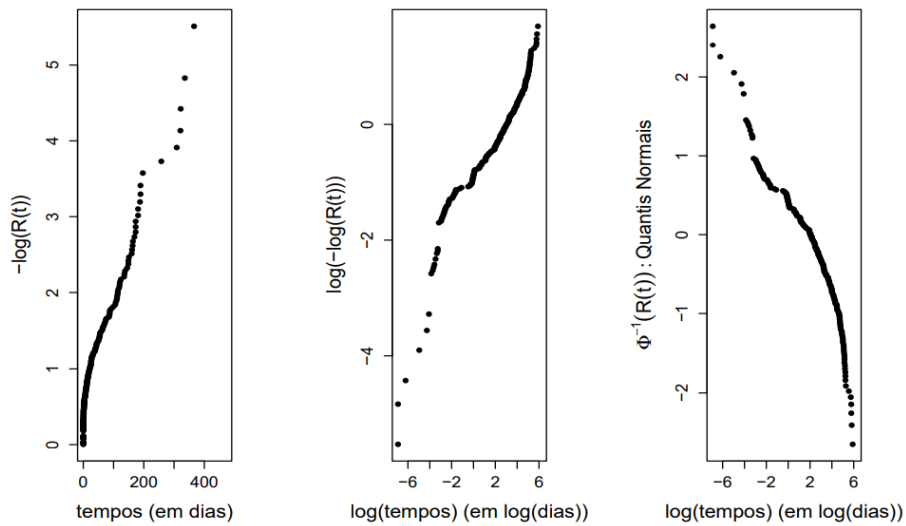 −log(R(t))
5
4
3
2
1
0
0 200 400
tempos (em dias)
log(−log(R(t)))
0
−2
−4
−6 −2 2 6
log(tempos) (em log(dias))
Φ⁻¹(R(t)) : Quantis Normais
2
1
0
−1
−2
−6 −2 2 6
log(tempos) (em log(dias))